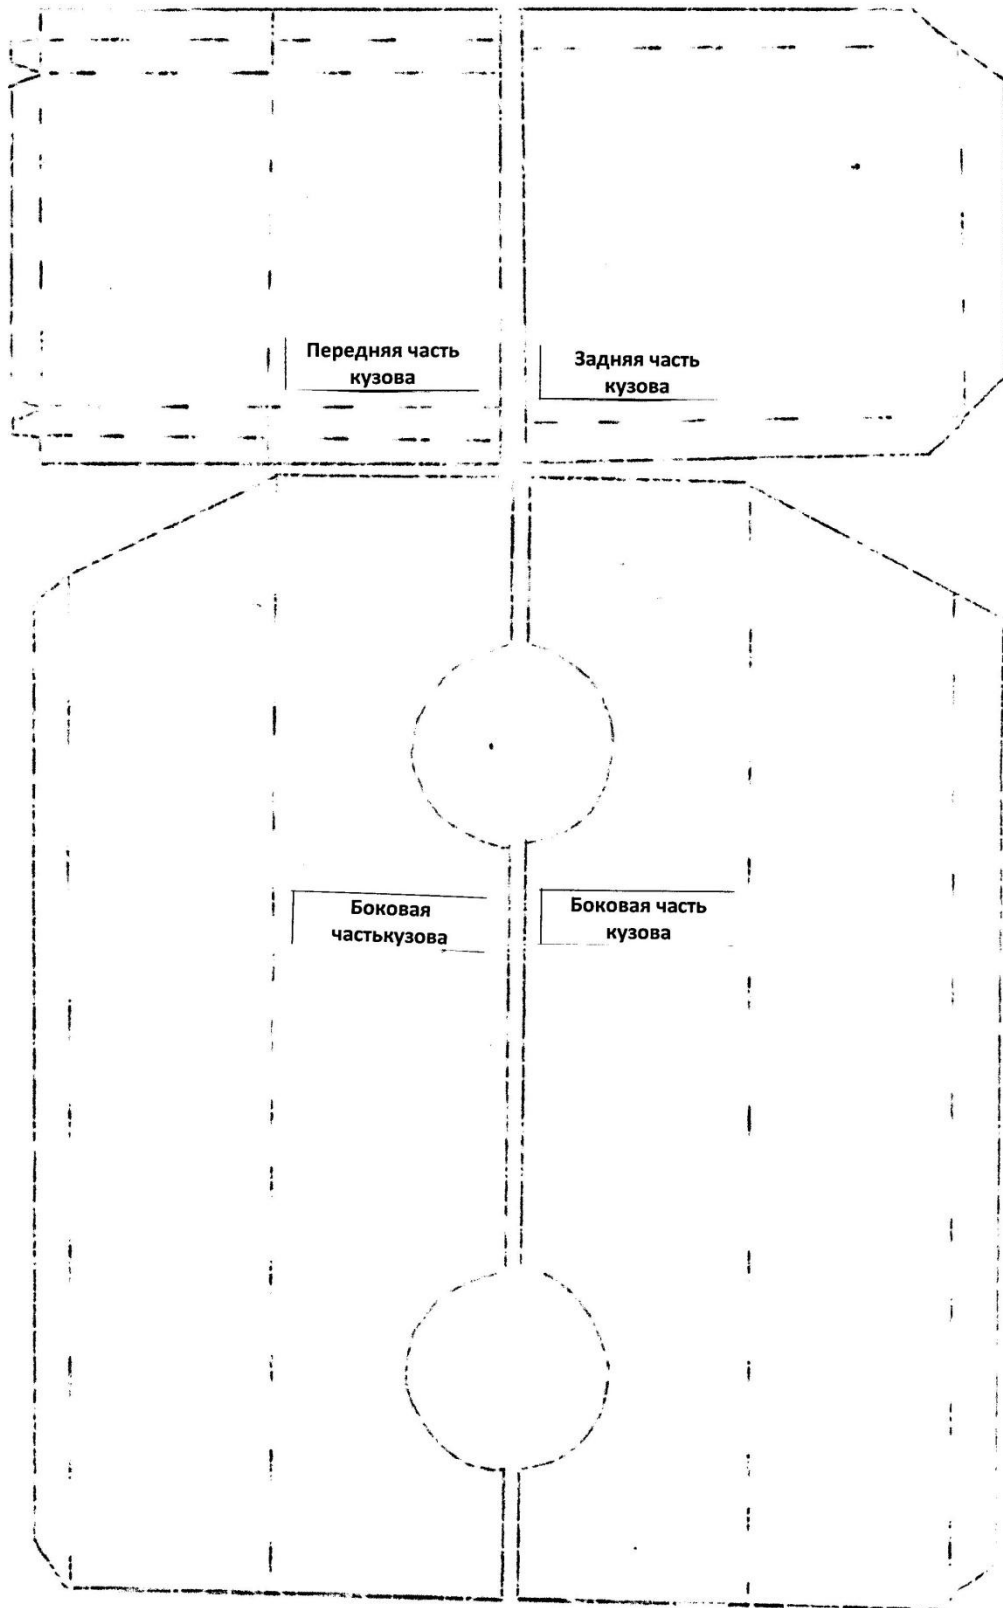 Передняя часть
кузова
Задняя часть
кузова
Боковая
частькузова
Боковая часть
кузова